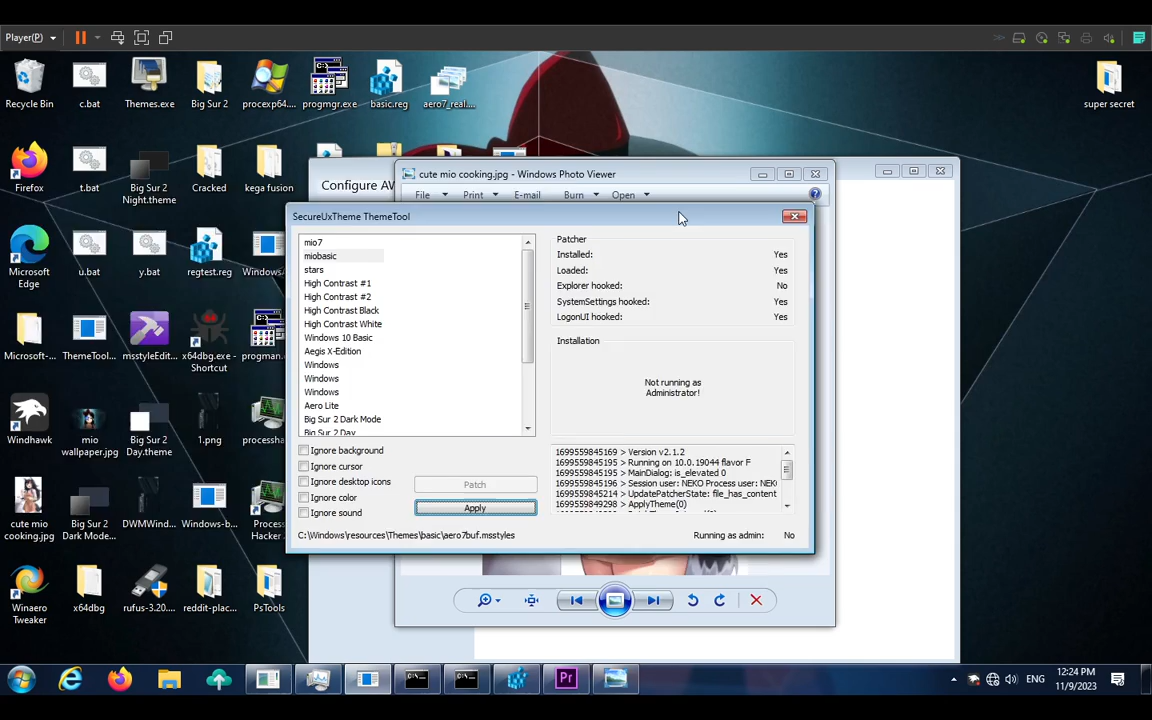 Player(P)
Recycle Bin
c.bat
Themes.exe
Big Sur 2
procexp64....
progmgr.exe
basic.reg
aero7_real....
super secret
Firefox
t.bat
Big Sur 2
Night.theme
Cracked
kega fusion
Configure AV
cute mio cooking.jpg - Windows Photo Viewer
File
Print
E-mail
Burn
Open
SecureUxTheme ThemeTool
mio7
miobasic
stars
High Contrast #1
High Contrast #2
High Contrast Black
High Contrast White
Windows 10 Basic
Aegis X-Edition
Windows
Windows
Windows
Aero Lite
Big Sur 2 Dark Mode
Big Sur 2 Day
Patcher
Installed: Yes
Loaded: Yes
Explorer hooked: No
SystemSettings hooked: Yes
LogonUI hooked: Yes
Installation
Not running as
Administrator!
Ignore background
Ignore cursor
Ignore desktop icons
Ignore color
Ignore sound
Patch
Apply
1699559845169 > Version v2.1.2
1699559845195 > Running on 10.0.19044 flavor F
1699559845195 > MainDialog: is_elevated 0
1699559845196 > Session user: NEKO Process user: NEK
1699559845214 > UpdatePatcherState: file_has_content
1699559849298 > ApplyTheme(0)
C:\Windows\resources\Themes\basic\aero7buf.msstyles
Running as admin: No
Microsoft
Edge
u.bat
y.bat
regtest.reg
Windows
Microsoft-...
ThemeTool...
msstyleEdit...
x64dbg.exe -
Shortcut
progman....
Windhawk
mio
wallpaper.jpg
Big Sur 2
Day.theme
1.png
processha...
cute mio
cooking.jpg
Big Sur 2
Dark Mode...
DWMWind...
Windows-b...
Process
Hacker
Winaero
Tweaker
x64dbg
rufus-3.20....
reddit-plac...
PsTools
Pr
ENG
12:24 PM
11/9/2023